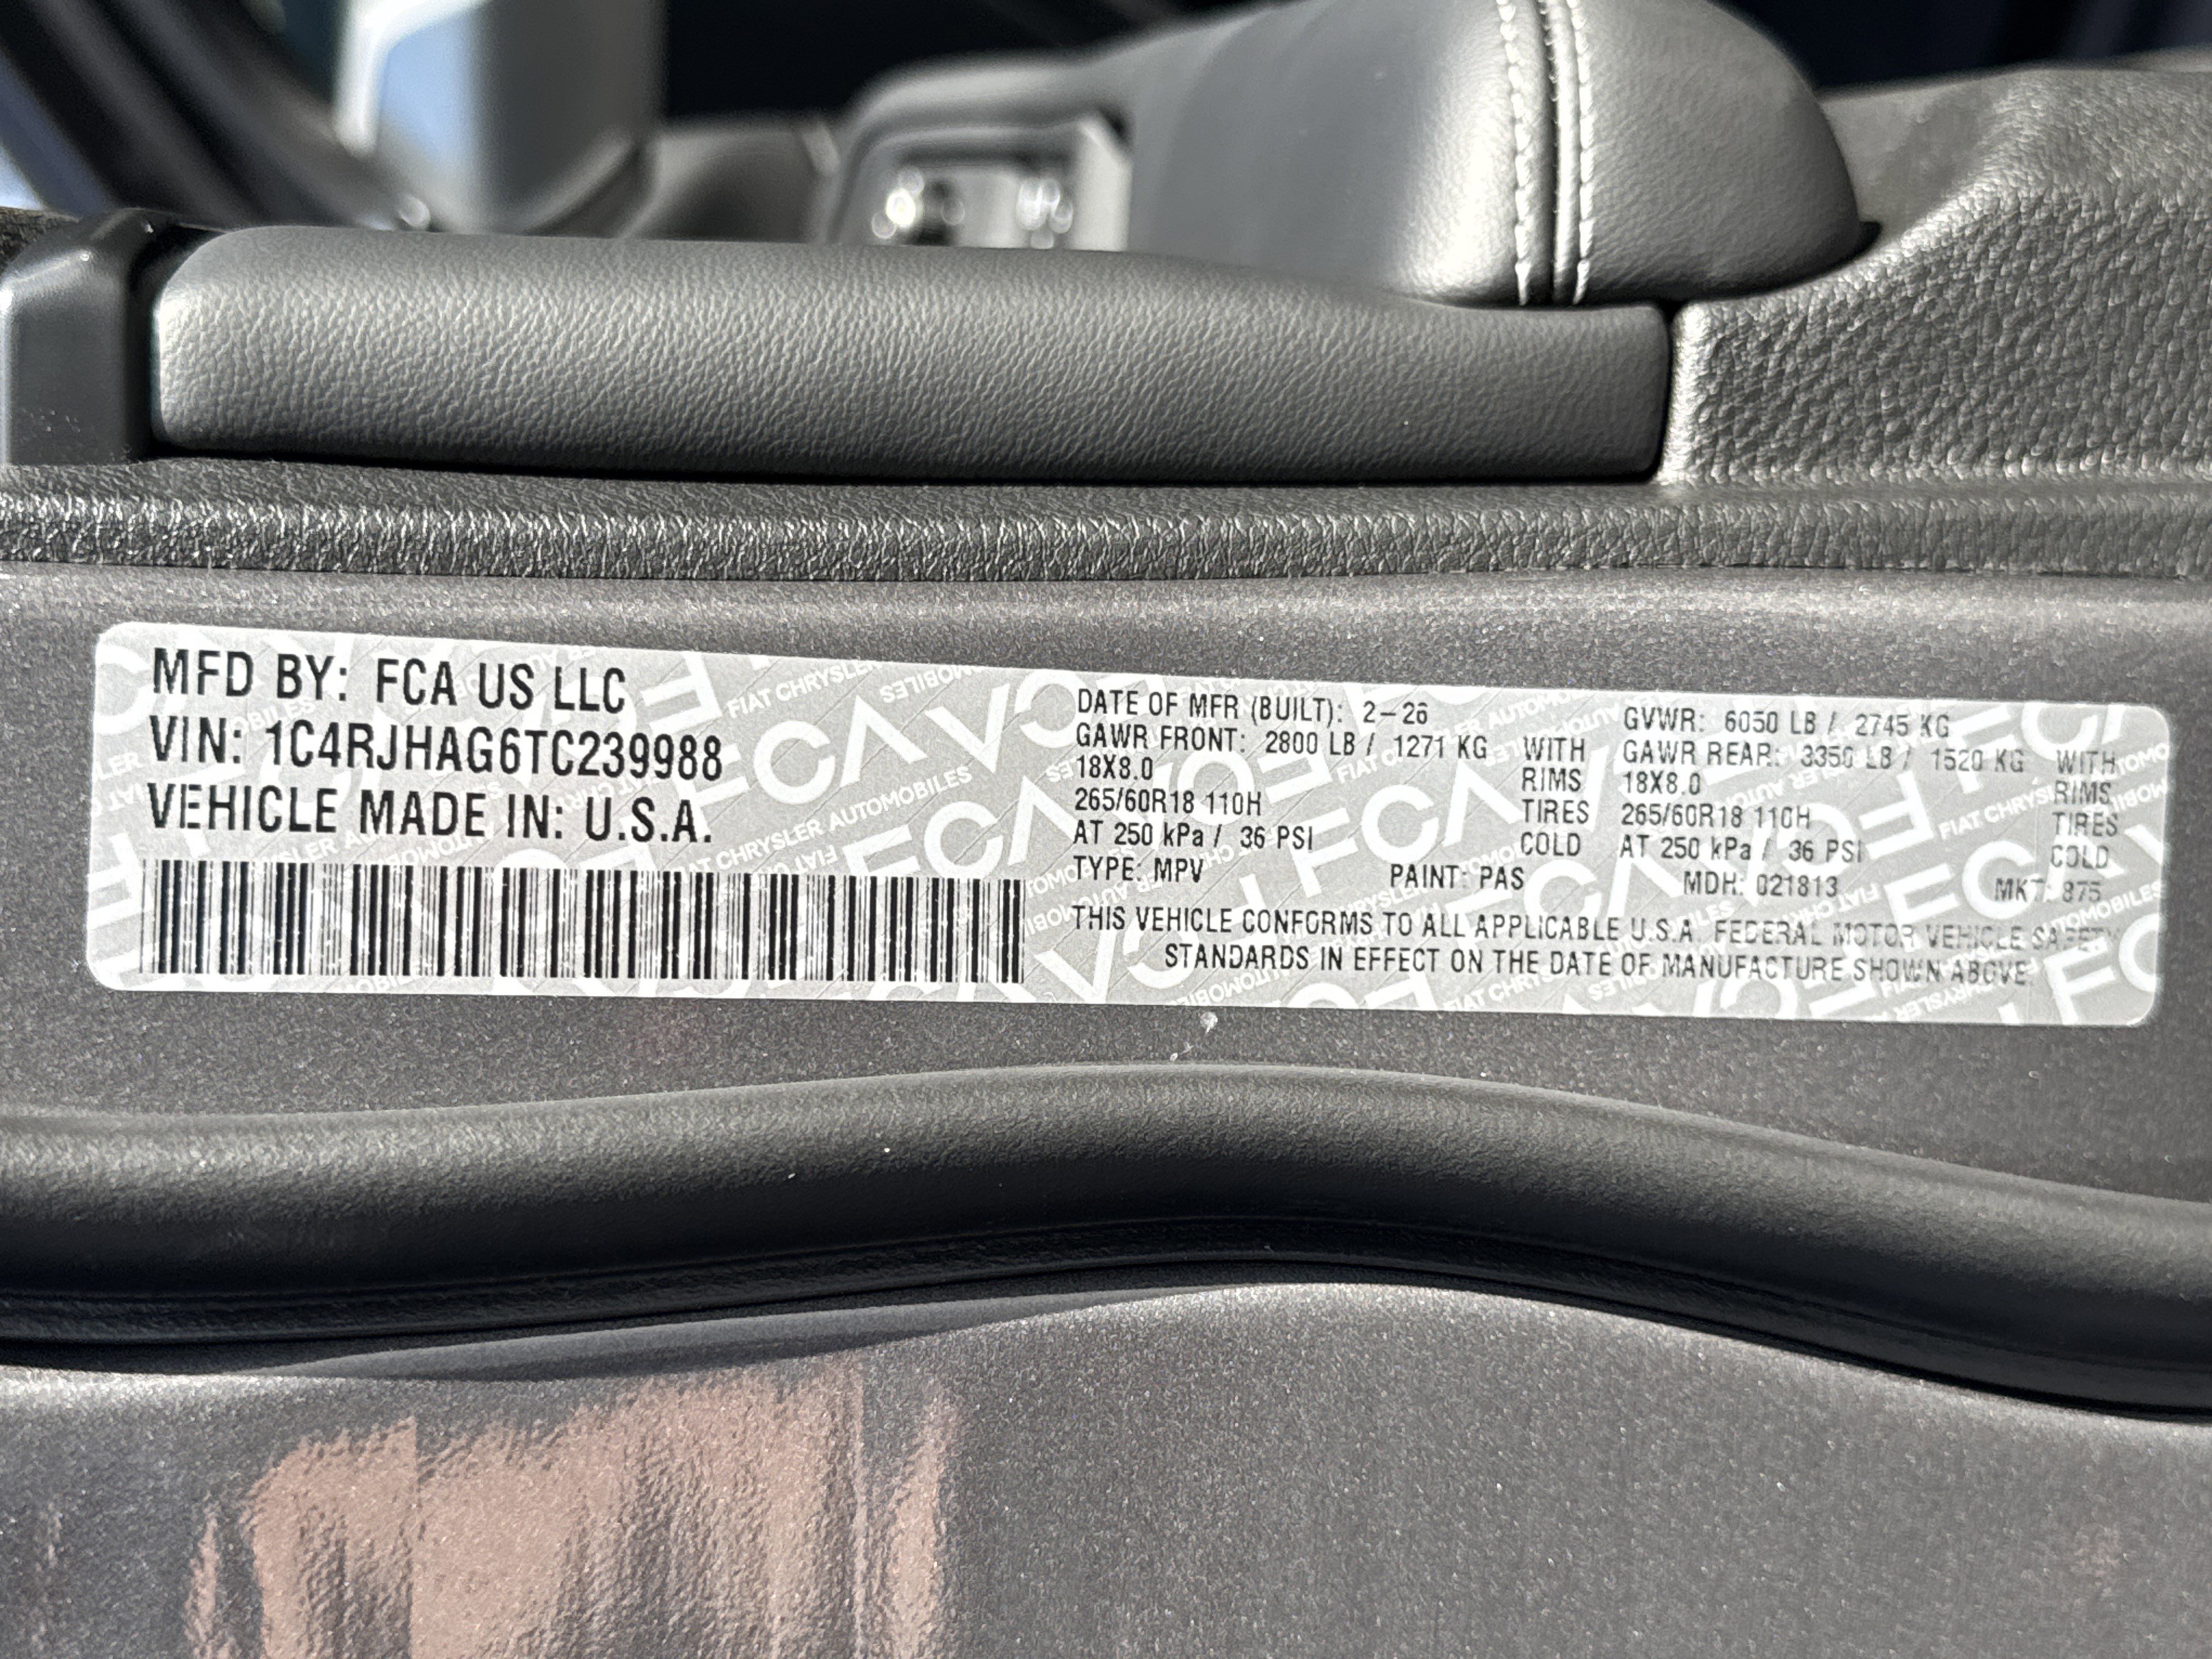 MFD BY: FCA US LLC
VIN: 1C4RJHAG6TC239988
VEHICLE MADE IN: U.S.A.
DATE OF MFR (BUILT): 2-26 GVWR: 6050 LB / 2745 KG
GAWR FRONT: 2800 LB / 1271 KG WITH GAWR REAR: 3350 LB / 1520 KG WITH
18X8.0 RIMS 18X8.0 RIMS
265/60R18 110H TIRES 265/60R18 110H TIRES
AT 250 kPa / 36 PSI COLD AT 250 kPa / 36 PSI COLD
TYPE: MPV PAINT: PAS MDH: 021813 MKT: 875
THIS VEHICLE CONFORMS TO ALL APPLICABLE U.S.A. FEDERAL MOTOR VEHICLE SAFETY
STANDARDS IN EFFECT ON THE DATE OF MANUFACTURE SHOWN ABOVE.
FCA
FIAT CHRYSLER AUTOMOBILES